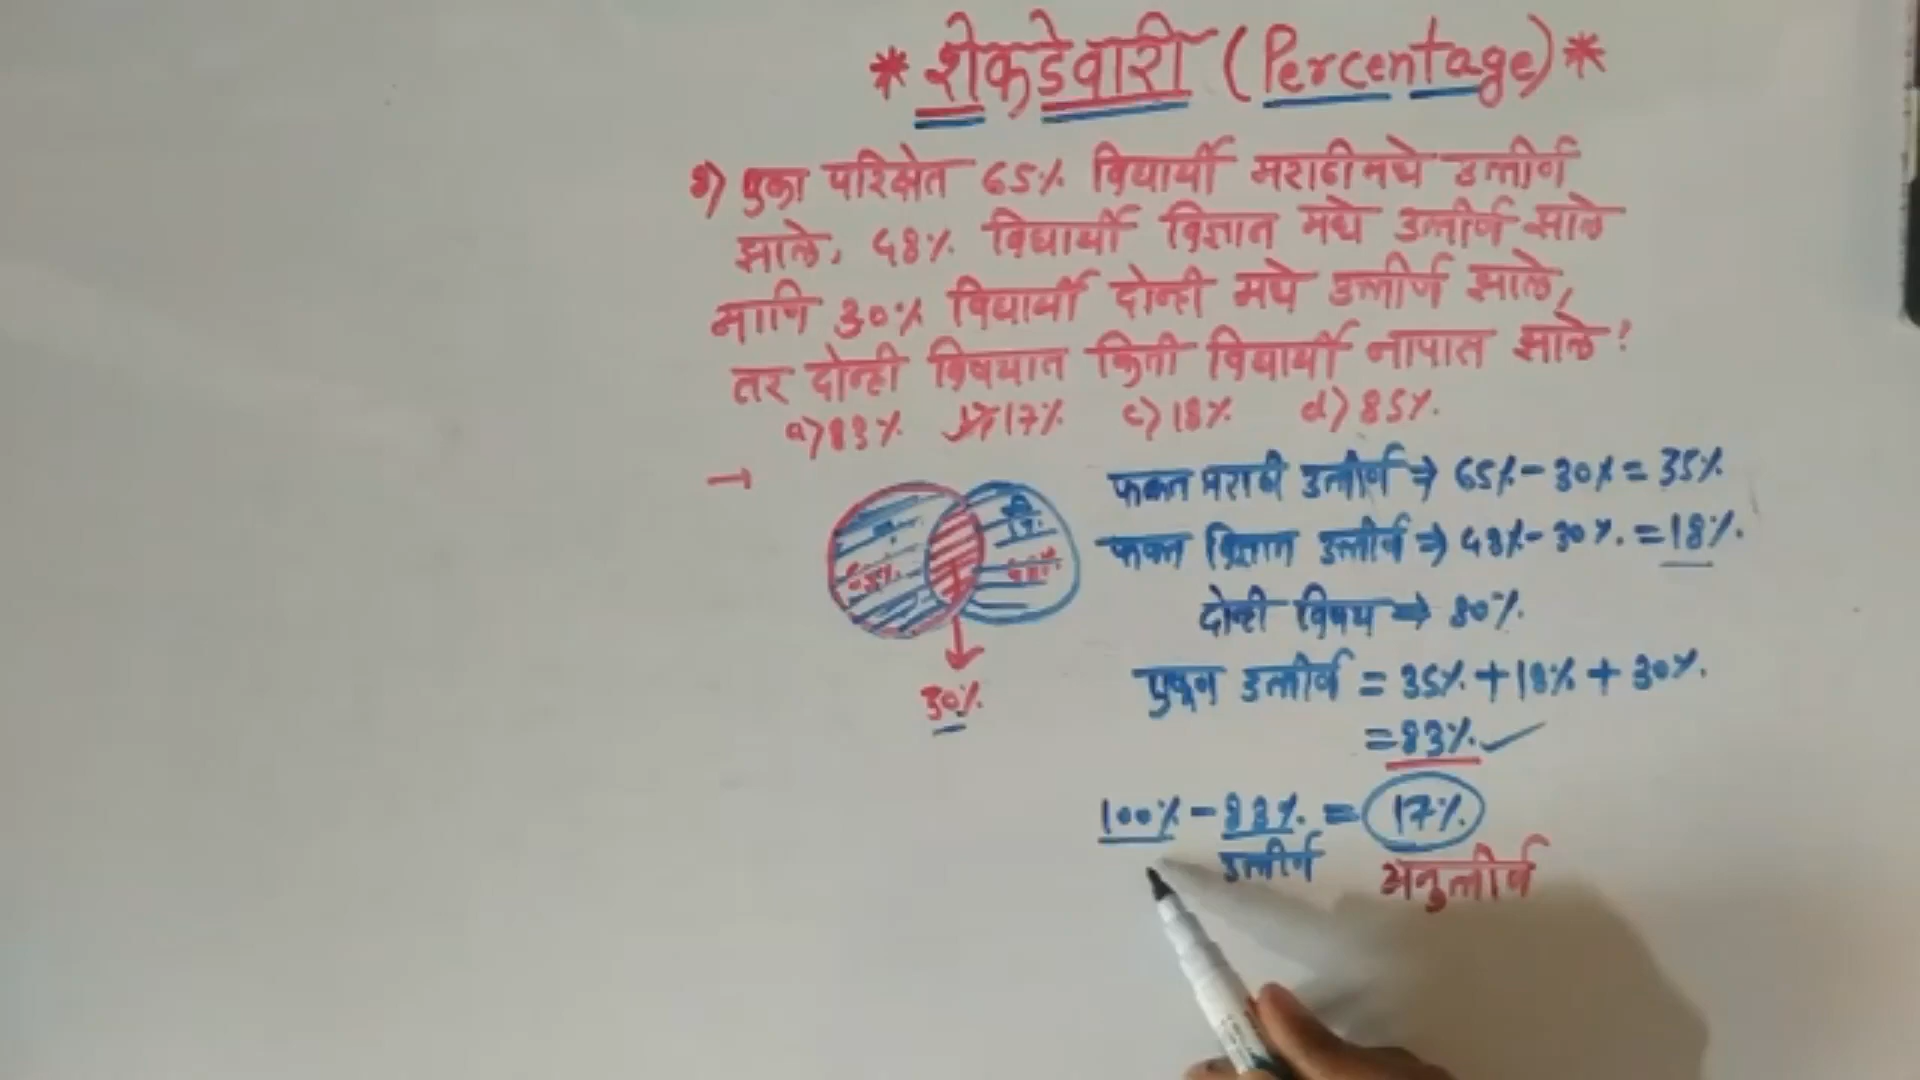 * शेकडेवारी (Percentage) *
१) एका परिक्षेत 65% विद्यार्थी मराठीमधे उत्तीर्ण
झाले, 48% विद्यार्थी विज्ञान मधे उत्तीर्ण झाले
आणि 30% विद्यार्थी दोन्ही मधे उत्तीर्ण झाले,
तर दोन्ही विषयात किती विद्यार्थी नापास झाले?
a) 83% b) 17% c) 18% d) 85%
→
फक्त मराठी उत्तीर्ण → 65% - 30% = 35%
फक्त विज्ञान उत्तीर्ण ⇒ 48% - 30% = 18%
65% 48%
दोन्ही विषय → 30%
30%
एकूण उत्तीर्ण = 35% + 18% + 30%
= 83% ✓
100% - 83% = 17%
उत्तीर्ण अनुत्तीर्ण